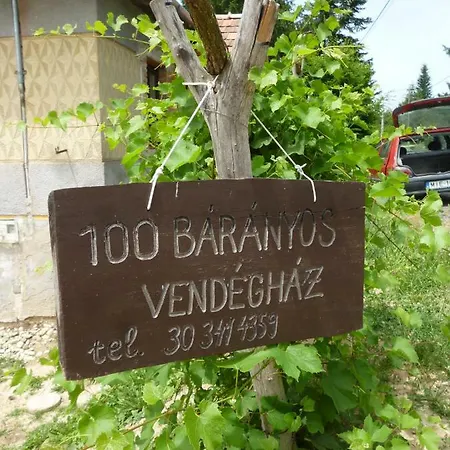 100 BÁRÁNYOS
VENDÉGHÁZ
tel. 30 341 4359